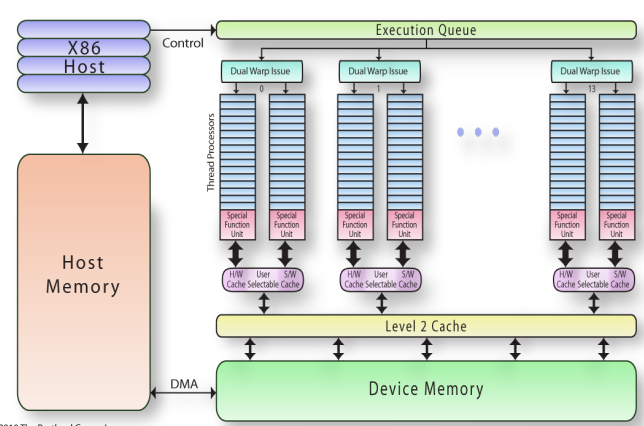 X86
Host
Control
Execution Queue
Dual Warp Issue
0
Dual Warp Issue
1
Dual Warp Issue
13
Thread Processors
Special
Function
Unit
Special
Function
Unit
Special
Function
Unit
Special
Function
Unit
Special
Function
Unit
Special
Function
Unit
H/W User S/W
Cache Selectable Cache
H/W User S/W
Cache Selectable Cache
H/W User S/W
Cache Selectable Cache
Level 2 Cache
Host
Memory
DMA
Device Memory